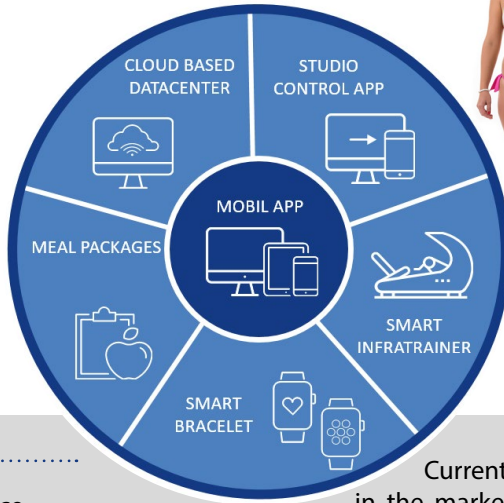 CLOUD BASED
DATACENTER
STUDIO
CONTROL APP
MOBIL APP
MEAL PACKAGES
SMART
INFRATRAINER
SMART
BRACELET
Current
in the marke